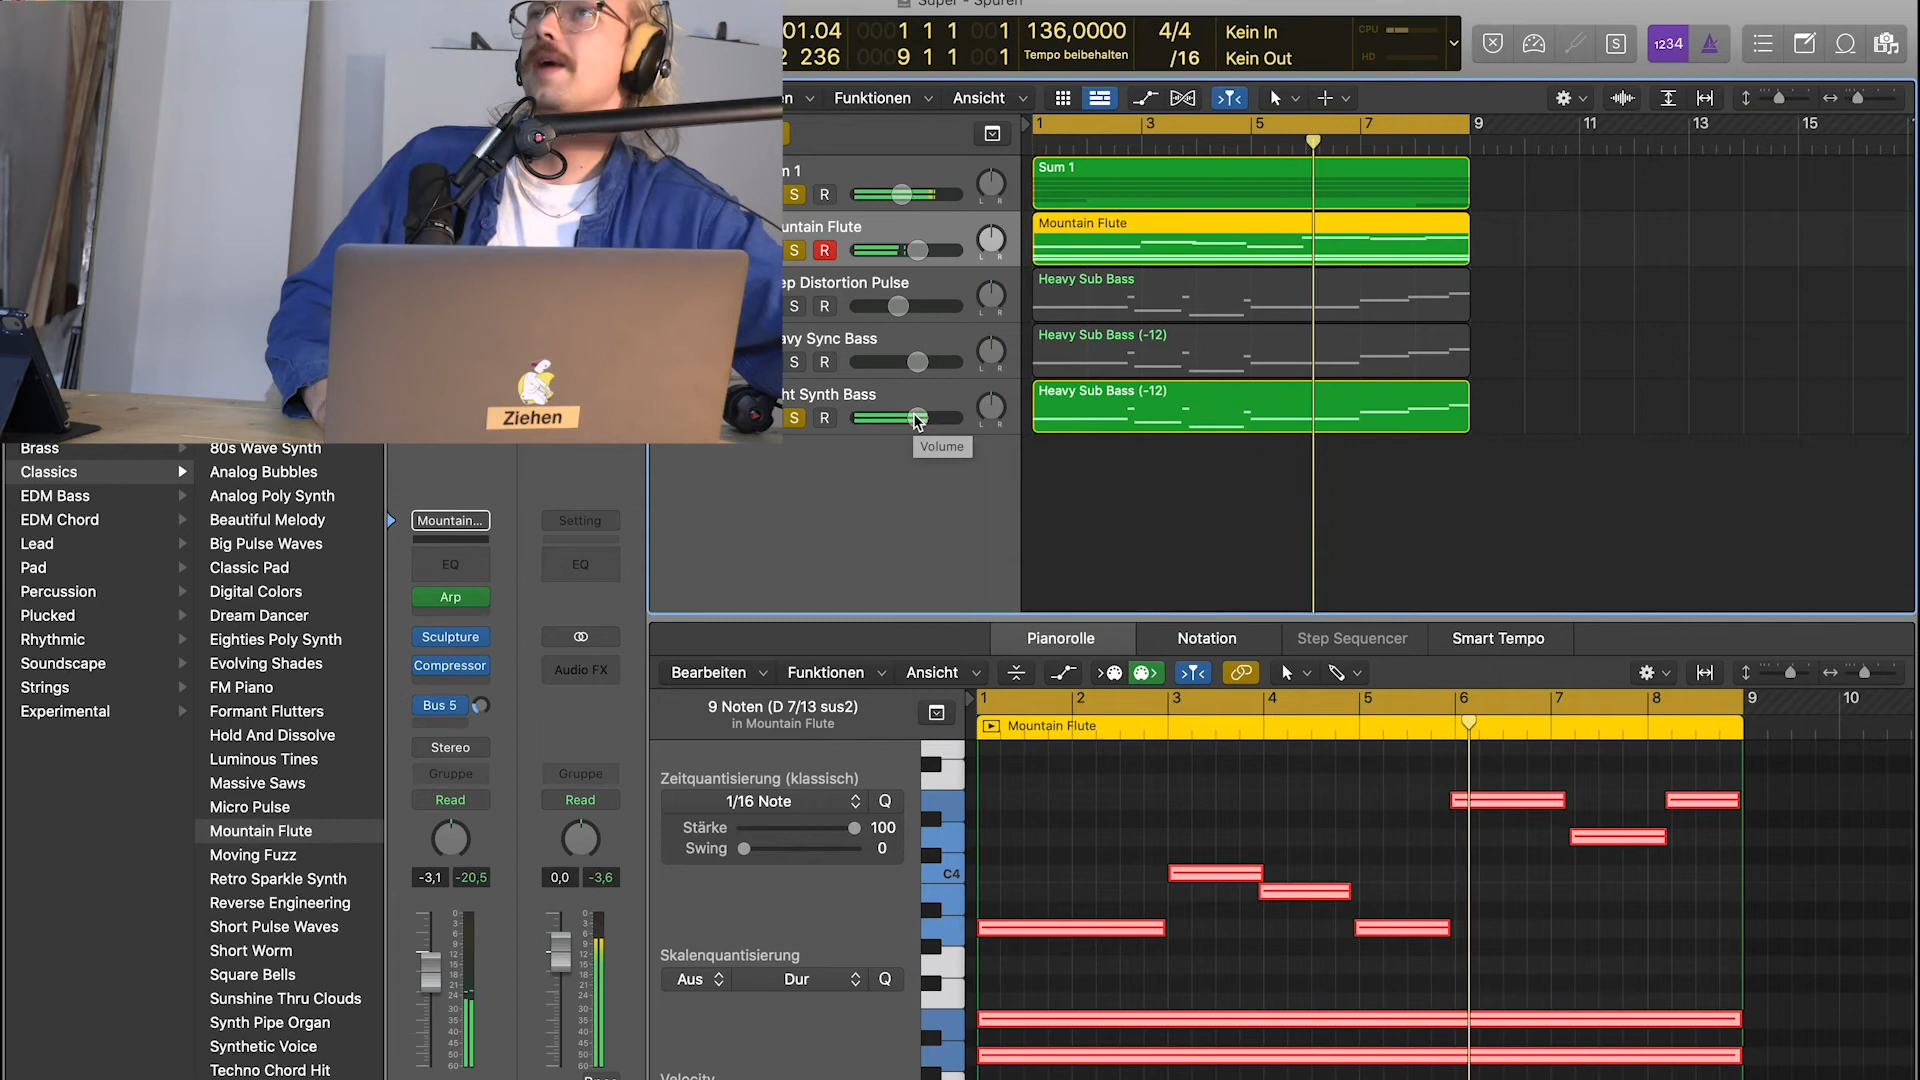 Super - Spuren
01.04
1 1 1 1
136,0000
4/4
Kein In
CPU
2 236
9 1 1 1
Tempo beibehalten
/16
Kein Out
HD
S
1234
Funktionen
Ansicht
1 3 5 7 9 11 13 15
S R
L R
Sum 1
Mountain Flute
S R
L R
Mountain Flute
Distortion Pulse
S R
L R
Heavy Sub Bass
Sync Bass
S R
L R
Heavy Sub Bass (-12)
Synth Bass
S R
L R
Heavy Sub Bass (-12)
Volume
Ziehen
Brass
Classics
EDM Bass
EDM Chord
Lead
Pad
Percussion
Plucked
Rhythmic
Soundscape
Strings
Experimental
80s Wave Synth
Analog Bubbles
Analog Poly Synth
Beautiful Melody
Big Pulse Waves
Classic Pad
Digital Colors
Dream Dancer
Eighties Poly Synth
Evolving Shades
FM Piano
Formant Flutters
Hold And Dissolve
Luminous Tines
Massive Saws
Micro Pulse
Mountain Flute
Moving Fuzz
Retro Sparkle Synth
Reverse Engineering
Short Pulse Waves
Short Worm
Square Bells
Sunshine Thru Clouds
Synth Pipe Organ
Synthetic Voice
Techno Chord Hit
Mountain...
EQ
Arp
Sculpture
Compressor
Bus 5
Stereo
Gruppe
Read
-3,1 -20,5
Setting
EQ
Audio FX
Gruppe
Read
0,0 -3,6
Pianorolle
Notation
Step Sequencer
Smart Tempo
Bearbeiten
Funktionen
Ansicht
9 Noten (D 7/13 sus2)
in Mountain Flute
1 2 3 4 5 6 7 8 9 10
Mountain Flute
Zeitquantisierung (klassisch)
1/16 Note
Q
Stärke
100
Swing
0
C4
Skalenquantisierung
Aus
Dur
Q
Velocity